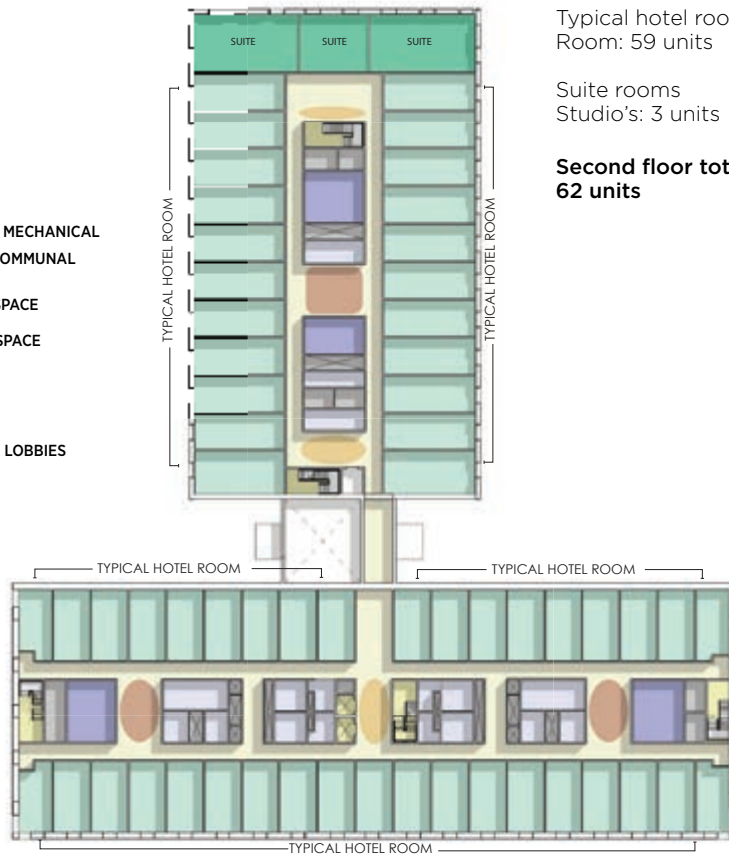 SUITE SUITE SUITE
Typical hotel roo
Room: 59 units
Suite rooms
Studio's: 3 units
Second floor tot
62 units
MECHANICAL
OMMUNAL
SPACE
SPACE
LOBBIES
TYPICAL HOTEL ROOM
TYPICAL HOTEL ROOM
TYPICAL HOTEL ROOM
TYPICAL HOTEL ROOM
TYPICAL HOTEL ROOM